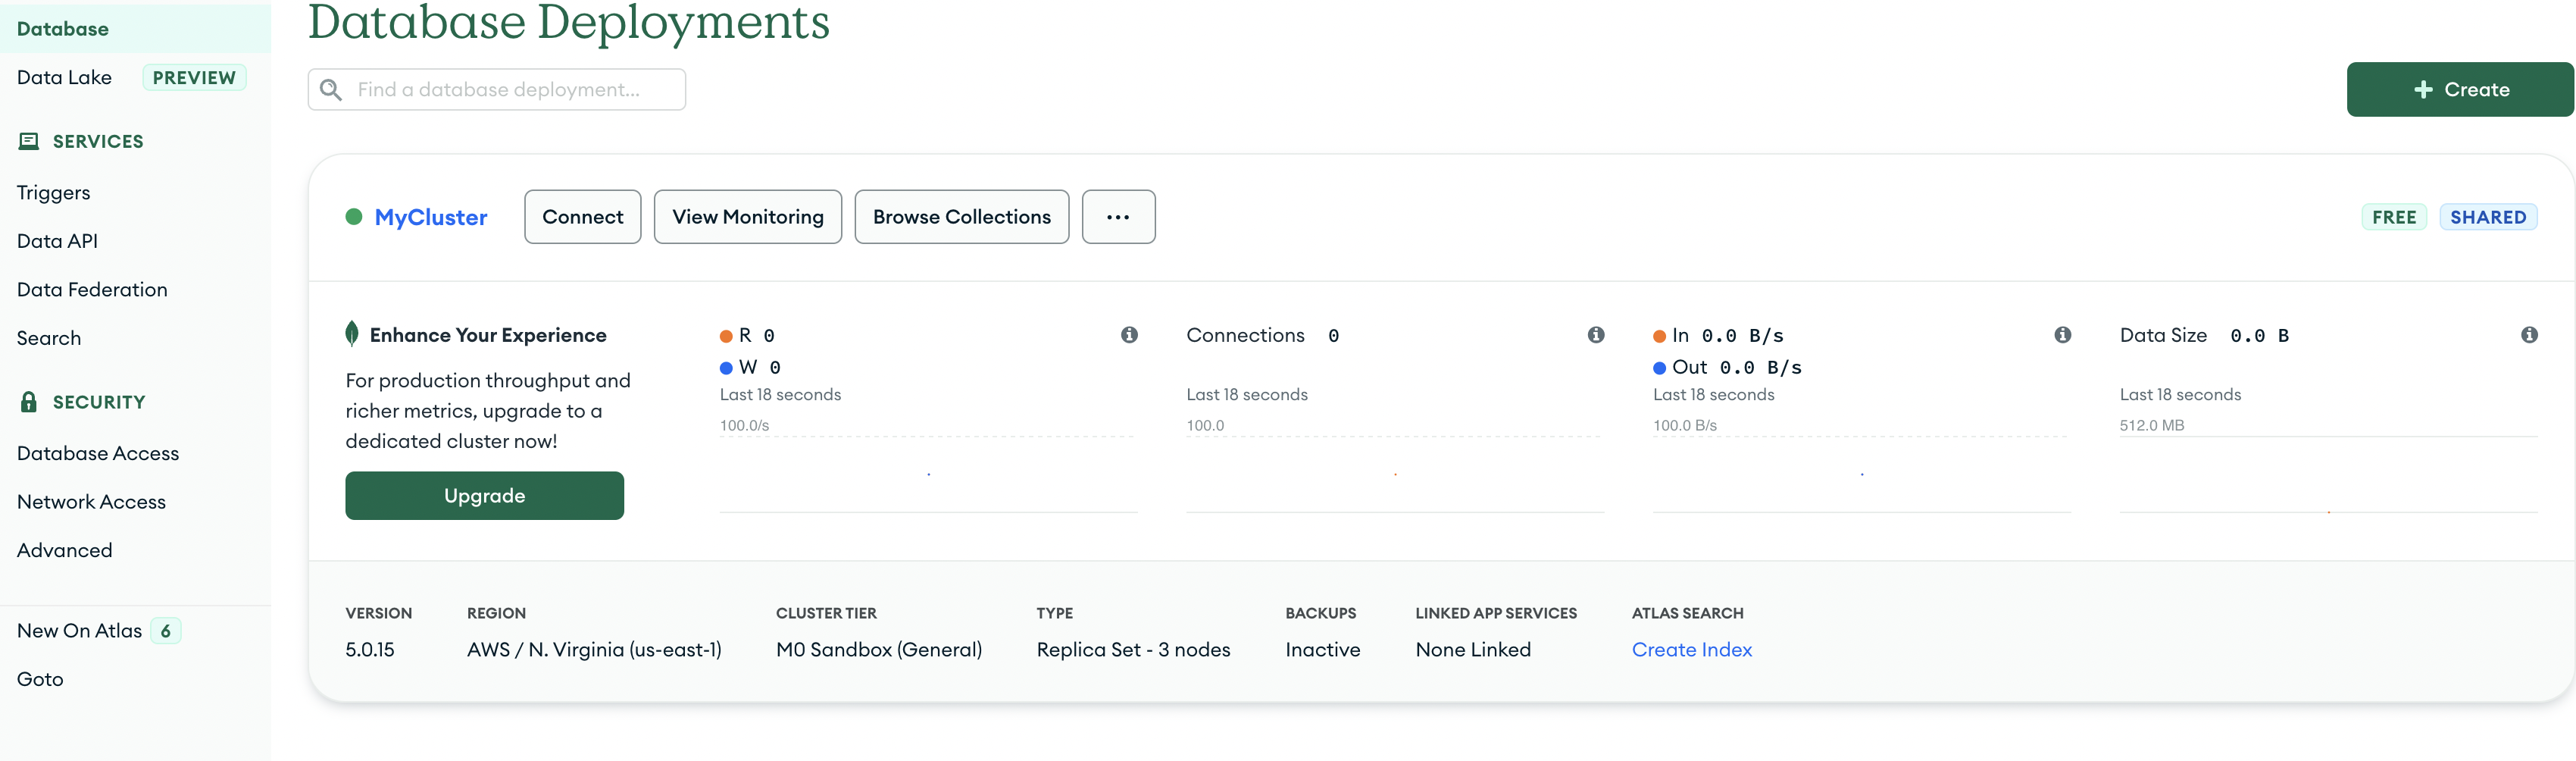 Database
Data Lake PREVIEW
SERVICES
Triggers
Data API
Data Federation
Search
SECURITY
Database Access
Network Access
Advanced
New On Atlas 6
Goto
Database Deployments
Find a database deployment...
+ Create
MyCluster Connect View Monitoring Browse Collections ... FREE SHARED
Enhance Your Experience
For production throughput and
richer metrics, upgrade to a
dedicated cluster now!
Upgrade
R 0
W 0
Last 18 seconds
100.0/s
Connections 0
Last 18 seconds
100.0
In 0.0 B/s
Out 0.0 B/s
Last 18 seconds
100.0 B/s
Data Size 0.0 B
Last 18 seconds
512.0 MB
VERSION
5.0.15
REGION
AWS / N. Virginia (us-east-1)
CLUSTER TIER
M0 Sandbox (General)
TYPE
Replica Set - 3 nodes
BACKUPS
Inactive
LINKED APP SERVICES
None Linked
ATLAS SEARCH
Create Index